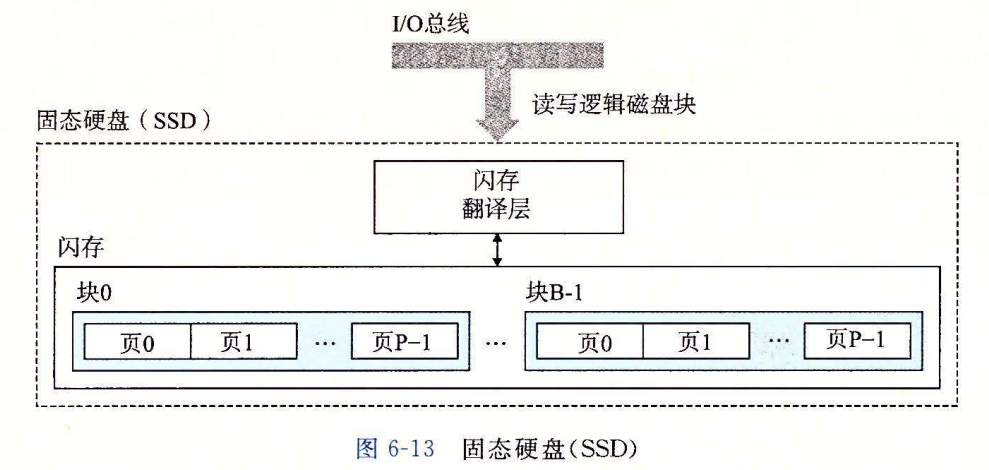 I/O总线
读写逻辑磁盘块
固态硬盘（SSD）
闪存
翻译层
闪存
块0
块B-1
页0 页1 … 页P−1 … 页0 页1 … 页P−1
图 6-13 固态硬盘(SSD)